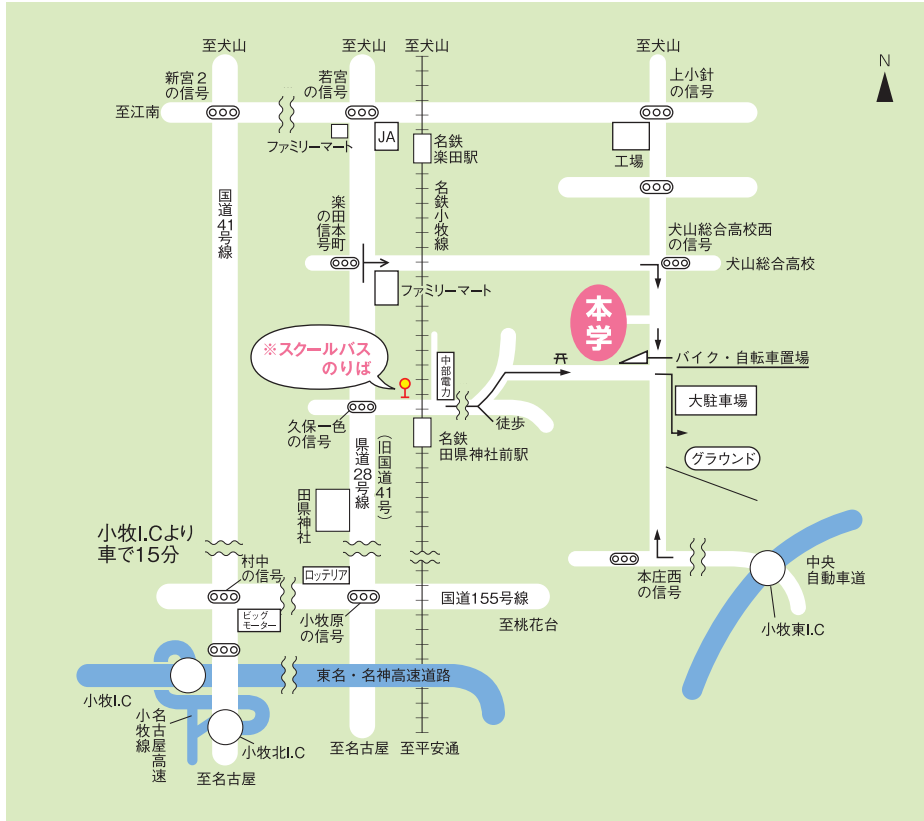 至犬山
至犬山
至犬山
至犬山
N
新宮2
の信号
若宮
の信号
上小針
の信号
至江南
ファミリーマート
JA
名鉄
楽田駅
工場
国道41号線
楽田本町
の信号
名鉄小牧線
犬山総合高校西
の信号
犬山総合高校
ファミリーマート
本学
※スクールバス
のりば
中部電力
バイク・自転車置場
大駐車場
久保一色
の信号
徒歩
名鉄
田県神社前駅
県道28号線
(旧国道41号)
グラウンド
田県神社
小牧I.Cより
車で15分
村中
の信号
ロッテリア
本庄西
の信号
中央
自動車道
国道155号線
ビッグ
モーター
小牧原
の信号
至桃花台
小牧東I.C
東名・名神高速道路
小牧I.C
名古屋高速
小牧線
小牧北I.C
至名古屋
至名古屋
至平安通